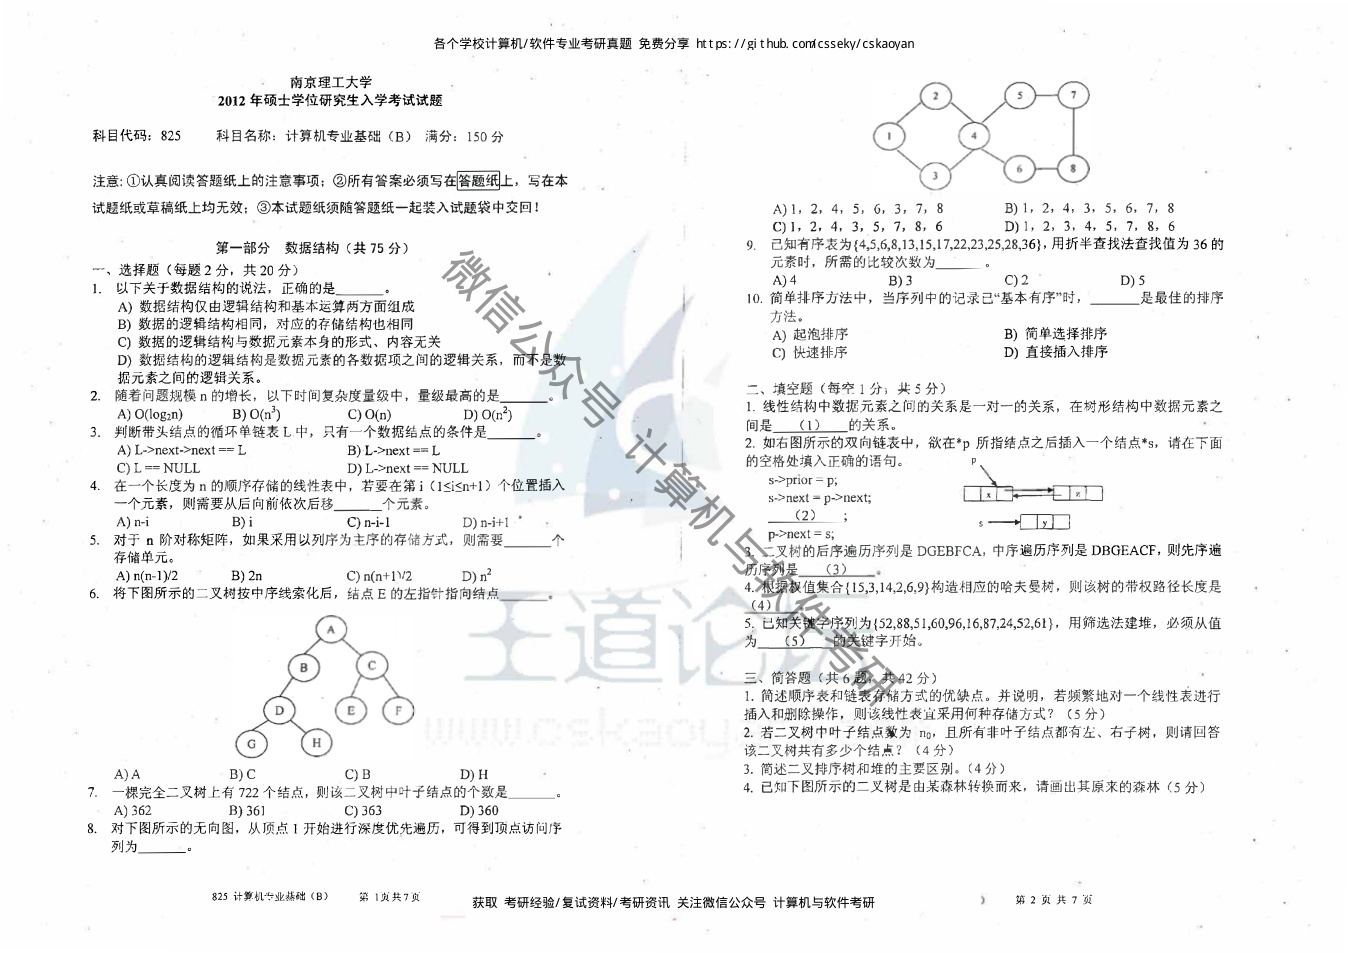 各个学校计算机/软件专业考研真题 免费分享 https://github.com/csseky/cskaoyan
南京理工大学
2012 年硕士学位研究生入学考试试题
科目代码：825 科目名称：计算机专业基础（B） 满分：150 分
注意：①认真阅读答题纸上的注意事项；②所有答案必须写在答题纸上，写在本
试题纸或草稿纸上均无效；③本试题纸须随答题纸一起装入试题袋中交回！
第一部分 数据结构（共 75 分）
一、选择题（每题 2 分，共 20 分）
1. 以下关于数据结构的说法，正确的是______。
A) 数据结构仅由逻辑结构和基本运算两方面组成
B) 数据的逻辑结构相同，对应的存储结构也相同
C) 数据的逻辑结构与数据元素本身的形式、内容无关
D) 数据结构的逻辑结构是数据元素的各数据项之间的逻辑关系，而不是数
据元素之间的逻辑关系。
2. 随着问题规模 n 的增长，以下时间复杂度量级中，量级最高的是______。
A) O(log₂n) B) O(n³) C) O(n) D) O(n²)
3. 判断带头结点的循环单链表 L 中，只有一个数据结点的条件是______。
A) L->next->next == L B) L->next == L
C) L == NULL D) L->next == NULL
4. 在一个长度为 n 的顺序存储的线性表中，若要在第 i（1≤i≤n+1）个位置插入
一个元素，则需要从后向前依次后移______个元素。
A) n-i B) i C) n-i-1 D) n-i+1
5. 对于 n 阶对称矩阵，如果采用以列序为主序的存储方式，则需要______个
存储单元。
A) n(n-1)/2 B) 2n C) n(n+1)/2 D) n²
6. 将下图所示的二叉树按中序线索化后，结点 E 的左指针指向结点______。
A
B C
D E F
G H
A) A B) C C) B D) H
7. 一棵完全二叉树上有 722 个结点，则该二叉树中叶子结点的个数是______。
A) 362 B) 361 C) 363 D) 360
8. 对下图所示的无向图，从顶点 1 开始进行深度优先遍历，可得到顶点访问序
列为______。
825 计算机专业基础（B） 第 1页共7页
2 5 7
1 4
3 6 8
A) 1，2，4，5，6，3，7，8 B) 1，2，4，3，5，6，7，8
C) 1，2，4，3，5，7，8，6 D) 1，2，3，4，5，7，8，6
9. 已知有序表为{4,5,6,8,13,15,17,22,23,25,28,36}，用折半查找法查找值为 36 的
元素时，所需的比较次数为______。
A) 4 B) 3 C) 2 D) 5
10. 简单排序方法中，当序列中的记录已“基本有序”时，______是最佳的排序
方法。
A) 起泡排序 B) 简单选择排序
C) 快速排序 D) 直接插入排序
二、填空题（每空 1 分，共 5 分）
1. 线性结构中数据元素之间的关系是一对一的关系，在树形结构中数据元素之
间是 （1） 的关系。
2. 如右图所示的双向链表中，欲在*p 所指结点之后插入一个结点*s，请在下面
的空格处填入正确的语句。 p
s->prior = p;
s->next = p->next; x z
（2） ; s y
p->next = s;
3. 二叉树的后序遍历序列是 DGEBFCA，中序遍历序列是 DBGEACF，则先序遍
历序列是 （3） 。
4. 根据权值集合{15,3,14,2,6,9}构造相应的哈夫曼树，则该树的带权路径长度是
（4） 。
5. 已知关键字序列为{52,88,51,60,96,16,87,24,52,61}，用筛选法建堆，必须从值
为 （5） 的关键字开始。
三、简答题（共 6 题，共 42 分）
1. 简述顺序表和链表存储方式的优缺点。并说明，若频繁地对一个线性表进行
插入和删除操作，则该线性表宜采用何种存储方式？（5 分）
2. 若二叉树中叶子结点数为 n₀，且所有非叶子结点都有左、右子树，则请回答
该二叉树共有多少个结点？（4 分）
3. 简述二叉排序树和堆的主要区别。（4 分）
4. 已知下图所示的二叉树是由某森林转换而来，请画出其原来的森林（5 分）
第 2 页 共 7 页
微信公众号 计算机与软件考研
王道论坛
www.cskaoya
获取 考研经验/复试资料/考研资讯 关注微信公众号 计算机与软件考研